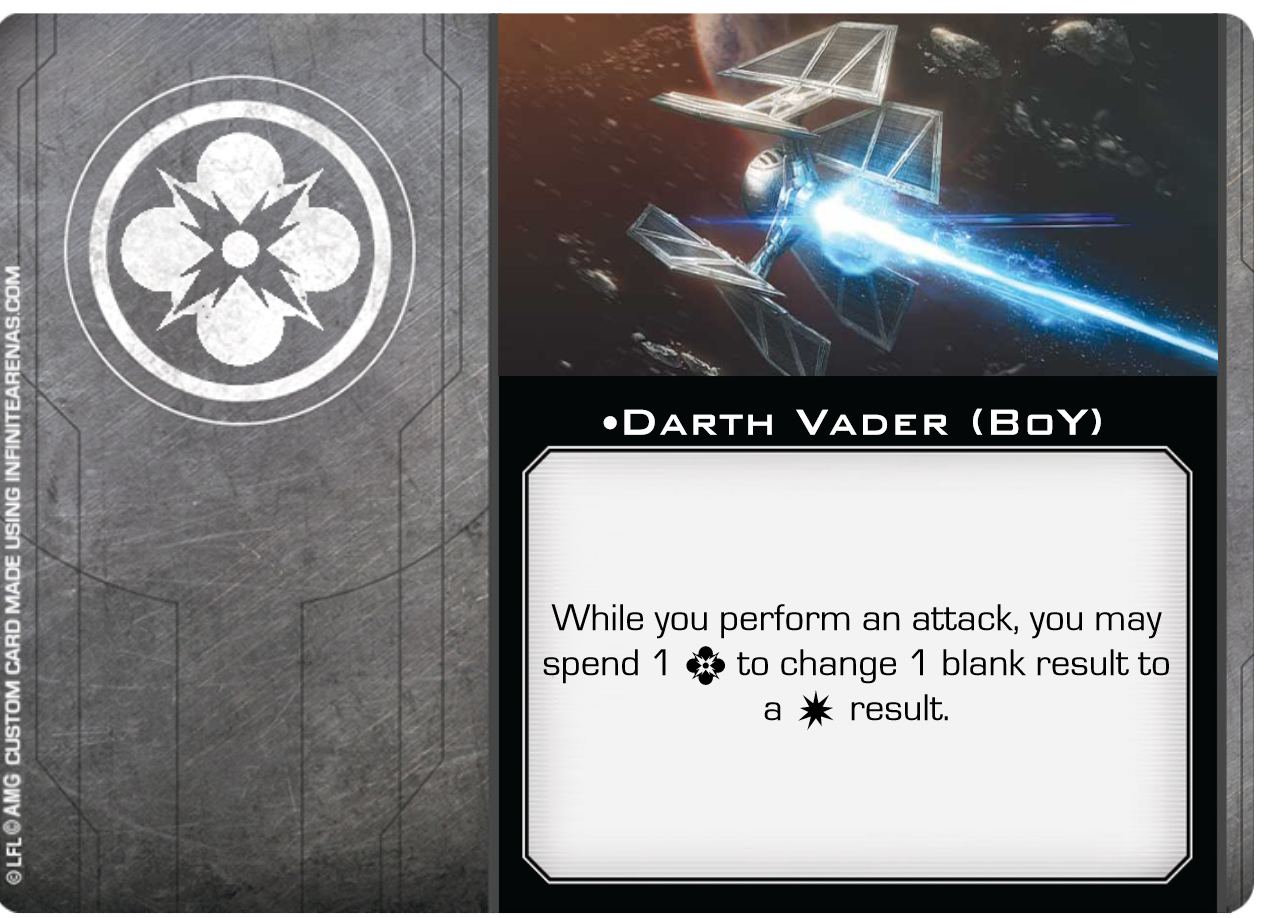 •DARTH VADER (BOY)
While you perform an attack, you may
spend 1 to change 1 blank result to
a result.
©LFL ©AMG CUSTOM CARD MADE USING INFINITEARENAS.COM